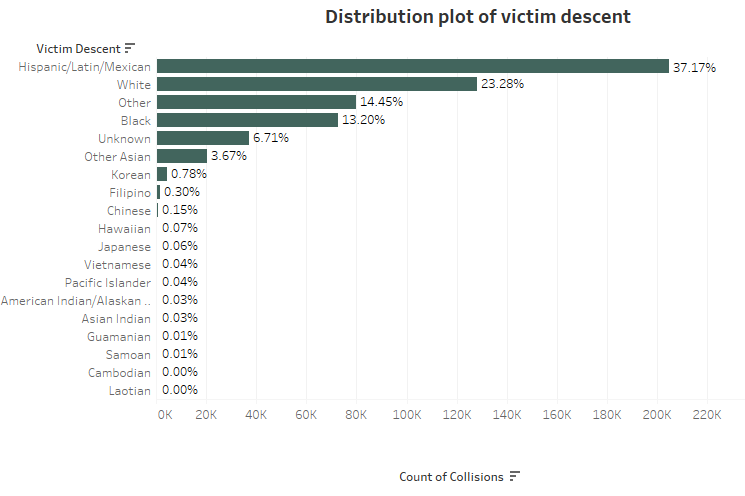 Distribution plot of victim descent
Victim Descent
Hispanic/Latin/Mexican 37.17%
White 23.28%
Other 14.45%
Black 13.20%
Unknown 6.71%
Other Asian 3.67%
Korean 0.78%
Filipino 0.30%
Chinese 0.15%
Hawaiian 0.07%
Japanese 0.06%
Vietnamese 0.04%
Pacific Islander 0.04%
American Indian/Alaskan .. 0.03%
Asian Indian 0.03%
Guamanian 0.01%
Samoan 0.01%
Cambodian 0.00%
Laotian 0.00%
0K 20K 40K 60K 80K 100K 120K 140K 160K 180K 200K 220K
Count of Collisions